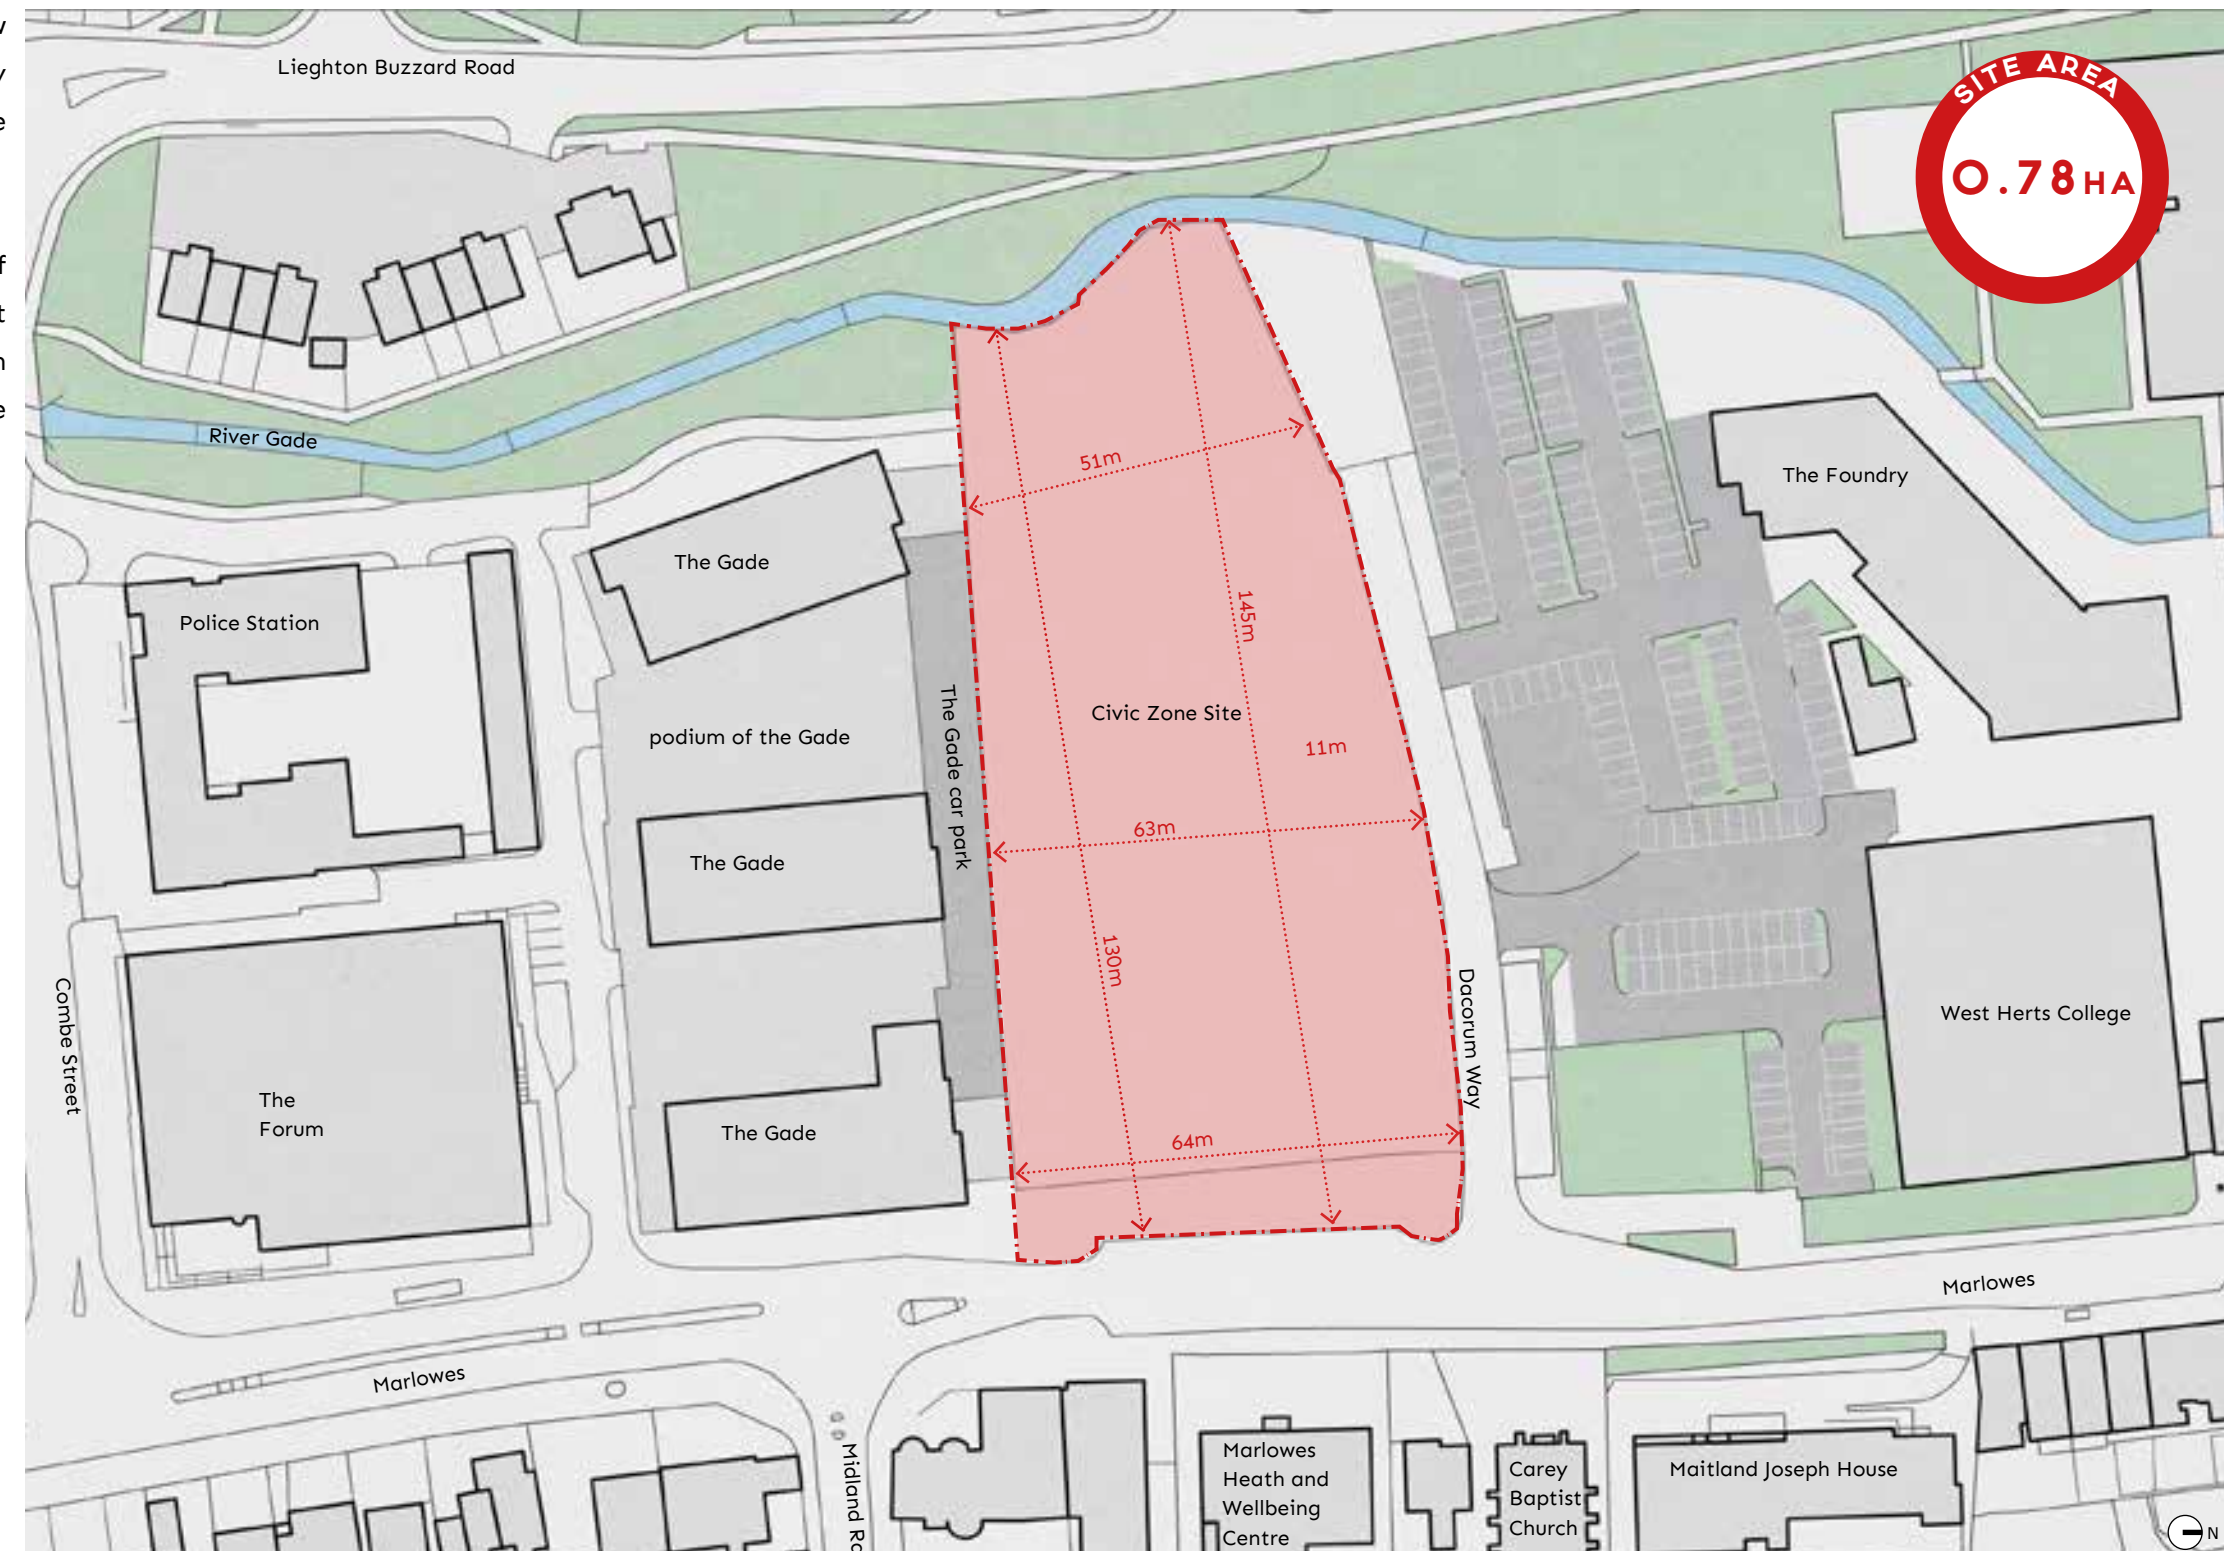 Lieghton Buzzard Road
SITE AREA
0.78HA
River Gade
51m
The Foundry
The Gade
Police Station
145m
The Gade car park
Civic Zone Site
podium of the Gade
11m
63m
The Gade
130m
Combe Street
Dacorum Way
West Herts College
The
Forum
The Gade
64m
Marlowes
Marlowes
Midland
Marlowes
Heath and
Wellbeing
Centre
Carey
Baptist
Church
Maitland Joseph House
N